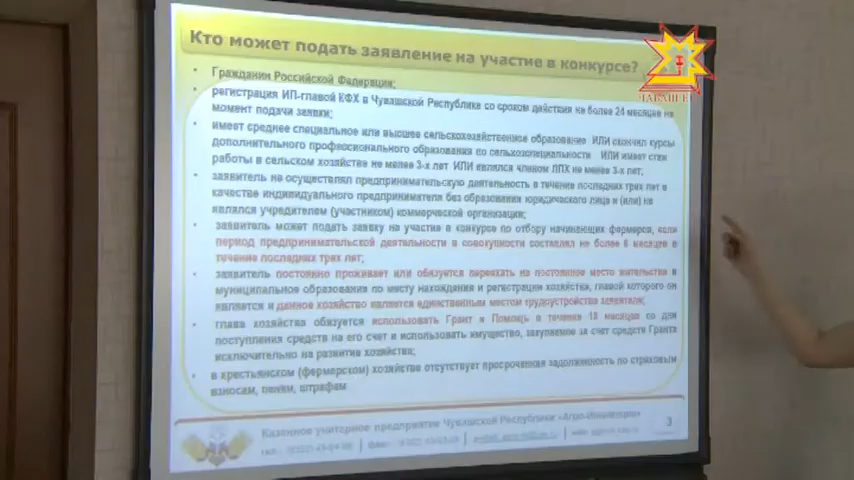 Кто может подать заявление на участие в конкурсе?
• Гражданин Российской Федерации;
• регистрация ИП-главой КФХ в Чувашской Республике со сроком действия не более 24 месяцев на
момент подачи заявки;
• имеет среднее специальное или высшее сельскохозяйственное образование ИЛИ окончил курсы
дополнительного профессионального образования по сельхозспециальности ИЛИ имеет стаж
работы в сельском хозяйстве не менее 3-х лет ИЛИ являлся членом ЛПХ не менее 3-х лет;
• заявитель не осуществлял предпринимательскую деятельность в течение последних трех лет в
качестве индивидуального предпринимателя без образования юридического лица и (или) не
являлся учредителем (участником) коммерческой организации;
• заявитель может подать заявку на участие в конкурсе по отбору начинающих фермеров, если
период предпринимательской деятельности в совокупности составлял не более 6 месяцев в
течение последних трех лет;
• заявитель постоянно проживает или обязуется переехать на постоянное место жительства в
муниципальное образование по месту нахождения и регистрации хозяйства, главой которого он
является и данное хозяйство является единственным местом трудоустройства заявителя;
• глава хозяйства обязуется использовать Грант и Помощь в течение 18 месяцев со дня
поступления средств на его счет и использовать имущество, закупаемое за счет средств Гранта
исключительно на развитие хозяйства;
• в крестьянском (фермерском) хозяйстве отсутствует просроченная задолженность по страховым
взносам, пеням, штрафам
Казенное унитарное предприятие Чувашской Республики «Агро-Инновации»
3